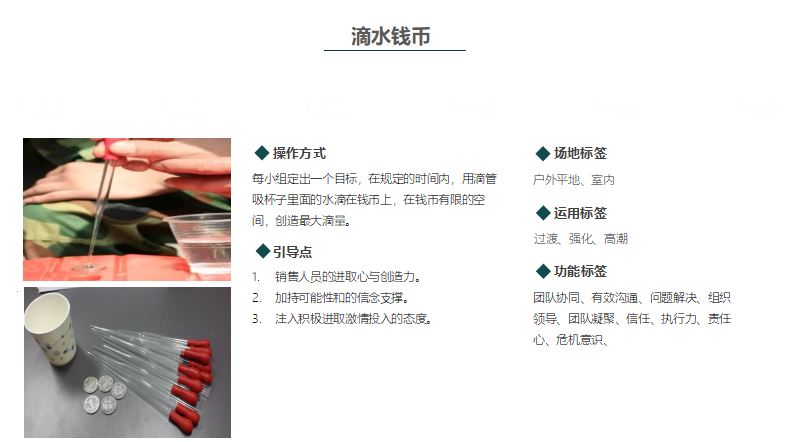 滴水钱币
操作方式
每小组定出一个目标，在规定的时间内，用滴管
吸杯子里面的水滴在钱币上，在钱币有限的空
间，创造最大滴量。
引导点
1. 销售人员的进取心与创造力。
2. 加持可能性和的信念支撑。
3. 注入积极进取激情投入的态度。
场地标签
户外平地、室内
运用标签
过渡、强化、高潮
功能标签
团队协同、有效沟通、问题解决、组织
领导、团队凝聚、信任、执行力、责任
心、危机意识、